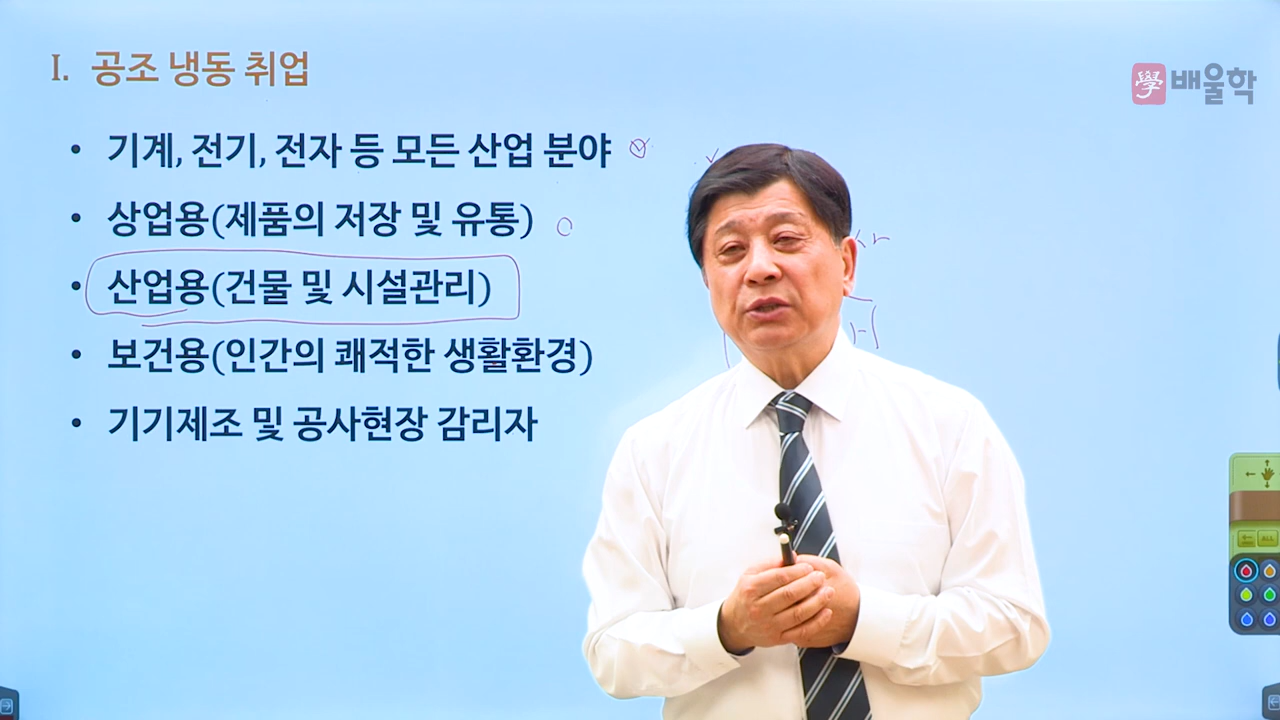 I. 공조 냉동 취업
學 배울학
• 기계, 전기, 전자 등 모든 산업 분야
• 상업용(제품의 저장 및 유통)
• 산업용(건물 및 시설관리)
• 보건용(인간의 쾌적한 생활환경)
• 기기제조 및 공사현장 감리자
ALL